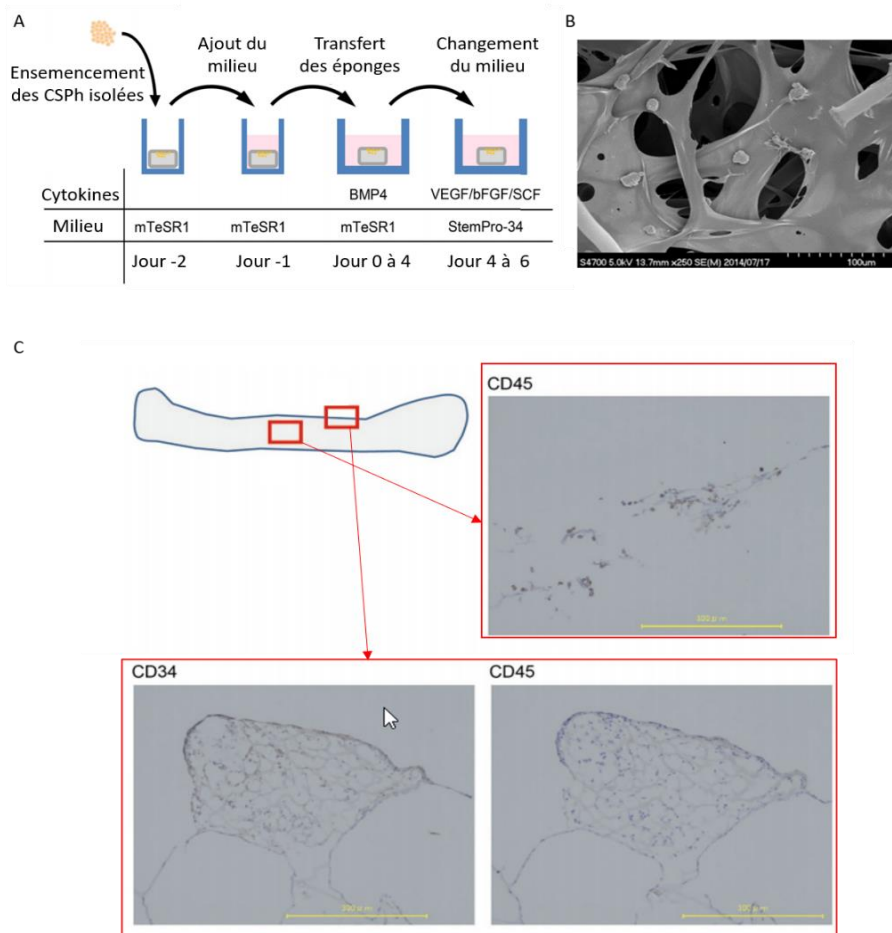 A
Ensemencement
des CSPh isolées
Ajout du
milieu
Transfert
des éponges
Changement
du milieu
Cytokines BMP4 VEGF/bFGF/SCF
Milieu mTeSR1 mTeSR1 mTeSR1 StemPro-34
Jour -2 Jour -1 Jour 0 à 4 Jour 4 à 6
B
S4700 5.0kV 13.7mm x250 SE(M) 2014/07/17 100um
C
CD45
CD34
CD45